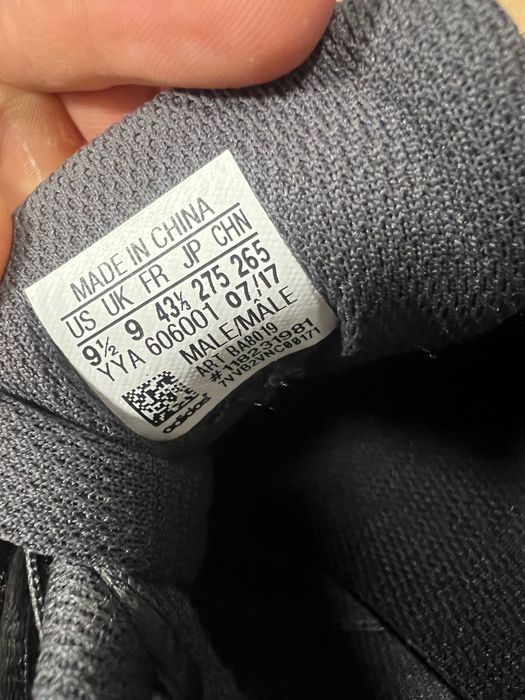 MADE IN CHINA
US UK FR JP CHN
9½ 9 43⅓ 275 265
YYA 606001 07/17
MALE/MÂLE
ART BA8019
#118231981
7VVB2VNC00171
adidas